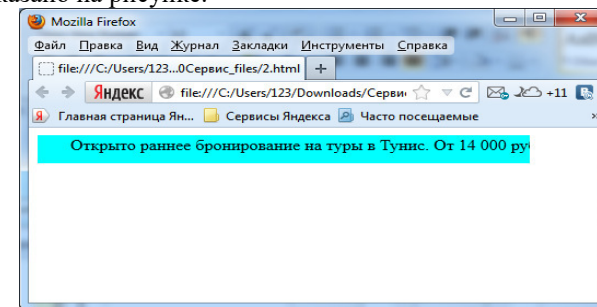 казано на рисунке.
Mozilla Firefox
Файл Правка Вид Журнал Закладки Инструменты Справка
file:///C:/Users/123...0Сервис_files/2.html +
Яндекс file:///C:/Users/123/Downloads/Серви +11
Я Главная страница Ян... Сервисы Яндекса Часто посещаемые »
Открыто раннее бронирование на туры в Тунис. От 14 000 ру